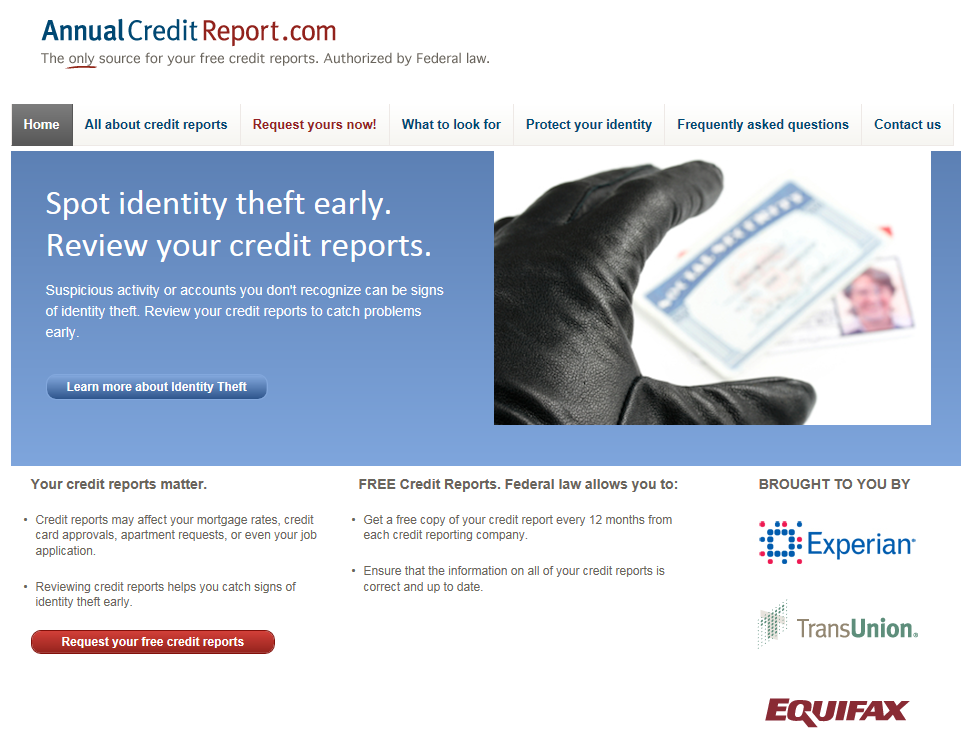 AnnualCreditReport.com
The only source for your free credit reports. Authorized by Federal law.
Home
All about credit reports
Request yours now!
What to look for
Protect your identity
Frequently asked questions
Contact us
Spot identity theft early.
Review your credit reports.
Suspicious activity or accounts you don't recognize can be signs
of identity theft. Review your credit reports to catch problems
early.
Learn more about Identity Theft
SOCIAL SECURITY
Your credit reports matter.
• Credit reports may affect your mortgage rates, credit
card approvals, apartment requests, or even your job
application.
• Reviewing credit reports helps you catch signs of
identity theft early.
Request your free credit reports
FREE Credit Reports. Federal law allows you to:
• Get a free copy of your credit report every 12 months from
each credit reporting company.
• Ensure that the information on all of your credit reports is
correct and up to date.
BROUGHT TO YOU BY
Experian
TransUnion®
EQUIFAX